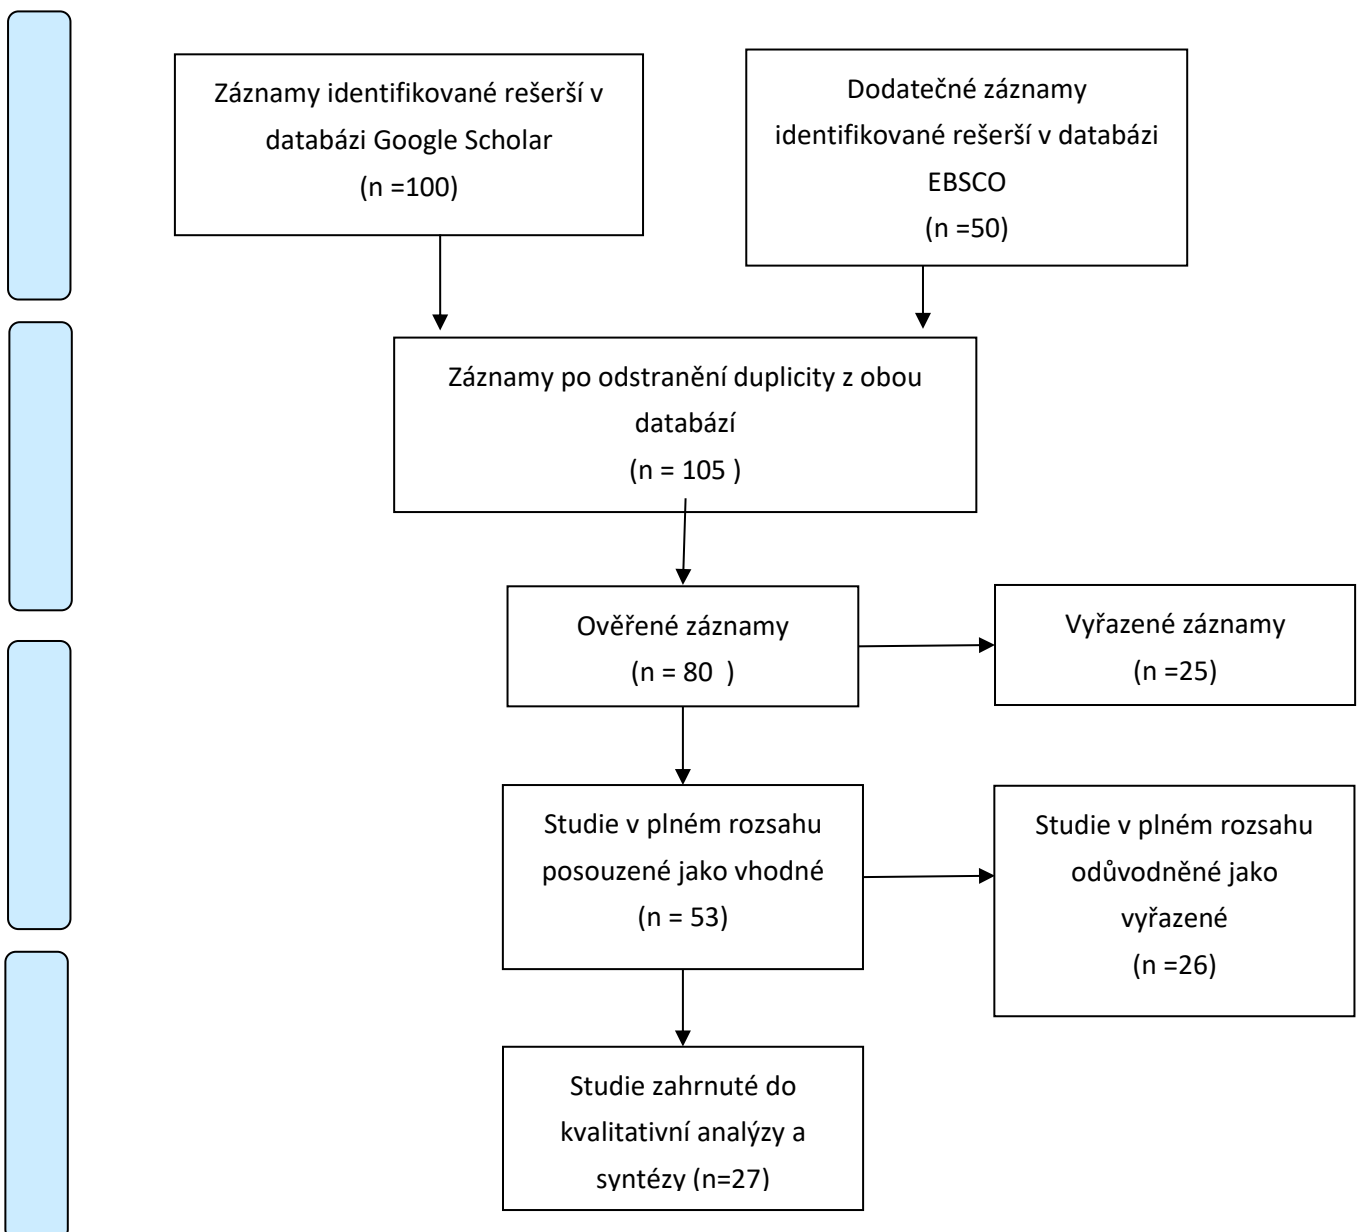 Záznamy identifikované rešerší v
databázi Google Scholar
(n =100)
Dodatečné záznamy
identifikované rešerší v databázi
EBSCO
(n =50)
Záznamy po odstranění duplicity z obou
databází
(n = 105 )
Ověřené záznamy
(n = 80 )
Vyřazené záznamy
(n =25)
Studie v plném rozsahu
posouzené jako vhodné
(n = 53)
Studie v plném rozsahu
odůvodněné jako
vyřazené
(n =26)
Studie zahrnuté do
kvalitativní analýzy a
syntézy (n=27)